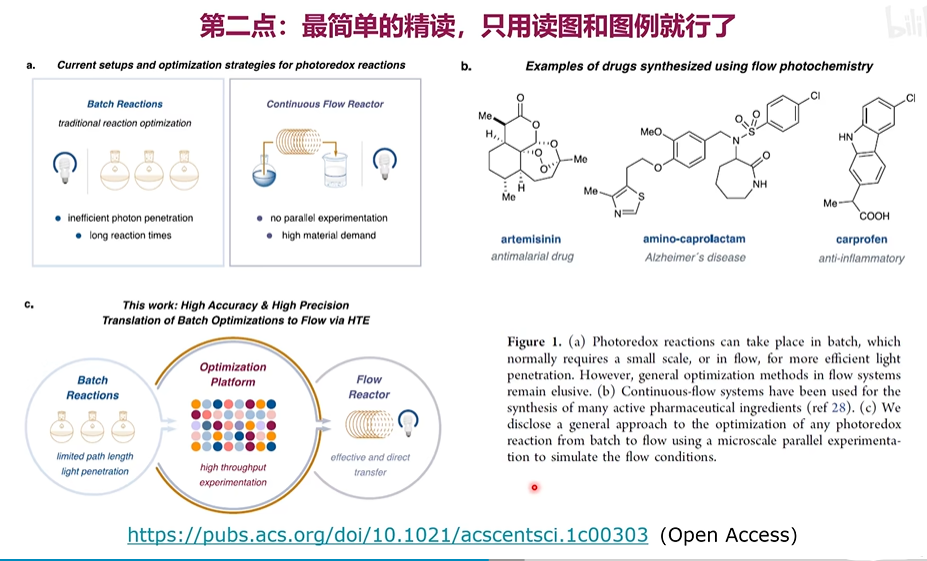 第二点：最简单的精读，只用读图和图例就行了
bili
a. Current setups and optimization strategies for photoredox reactions
Batch Reactions
traditional reaction optimization
• inefficient photon penetration
• long reaction times
Continuous Flow Reactor
• no parallel experimentation
• high material demand
b. Examples of drugs synthesized using flow photochemistry
Me
O
O
H
O
O
O
Me
H
Me
artemisinin
antimalarial drug
Cl
O O
S
MeO
N
O
O
NH
Me
S
N
amino-caprolactam
Alzheimer's disease
Cl
HN
Me
COOH
carprofen
anti-inflammatory
c. This work: High Accuracy & High Precision
Translation of Batch Optimizations to Flow via HTE
Batch
Reactions
limited path length
light penetration
Optimization
Platform
high throughput
experimentation
Flow
Reactor
effective and direct
transfer
Figure 1. (a) Photoredox reactions can take place in batch, which
normally requires a small scale, or in flow, for more efficient light
penetration. However, general optimization methods in flow systems
remain elusive. (b) Continuous-flow systems have been used for the
synthesis of many active pharmaceutical ingredients (ref 28). (c) We
disclose a general approach to the optimization of any photoredox
reaction from batch to flow using a microscale parallel experimenta-
tion to simulate the flow conditions.
https://pubs.acs.org/doi/10.1021/acscentsci.1c00303 (Open Access)